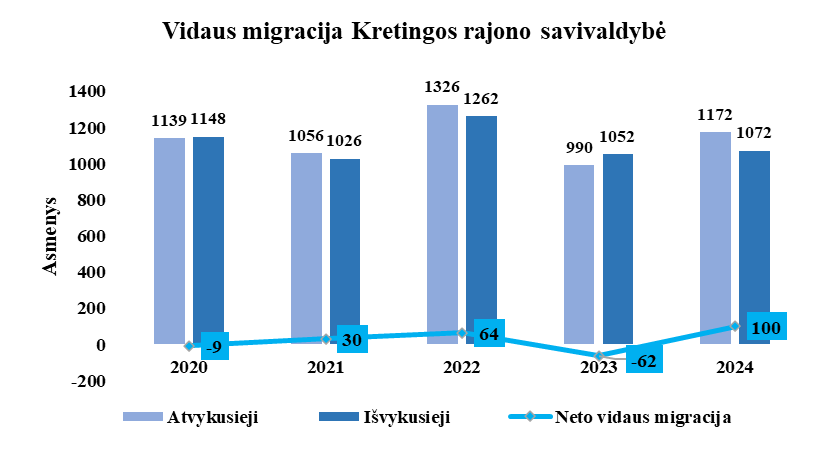 Vidaus migracija Kretingos rajono savivaldybė
Asmenys
1400
1200
1000
800
600
400
200
0
-200
1139 1148
1056 1026
1326 1262
990 1052
1172 1072
-9 30 64 -62 100
2020 2021 2022 2023 2024
Atvykusieji Išvykusieji Neto vidaus migracija